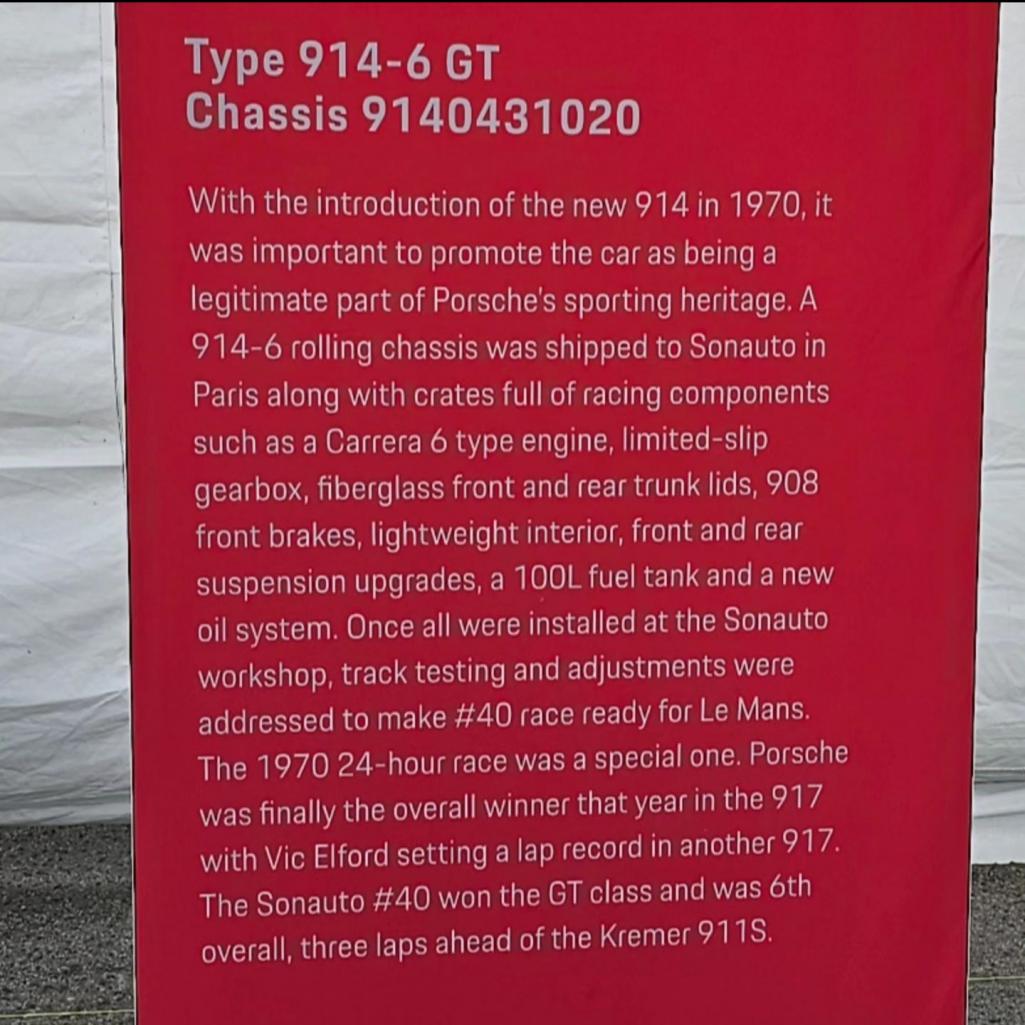 Type 914-6 GT
Chassis 9140431020
With the introduction of the new 914 in 1970, it
was important to promote the car as being a
legitimate part of Porsche's sporting heritage. A
914-6 rolling chassis was shipped to Sonauto in
Paris along with crates full of racing components
such as a Carrera 6 type engine, limited-slip
gearbox, fiberglass front and rear trunk lids, 908
front brakes, lightweight interior, front and rear
suspension upgrades, a 100L fuel tank and a new
oil system. Once all were installed at the Sonauto
workshop, track testing and adjustments were
addressed to make #40 race ready for Le Mans.
The 1970 24-hour race was a special one. Porsche
was finally the overall winner that year in the 917
with Vic Elford setting a lap record in another 917.
The Sonauto #40 won the GT class and was 6th
overall, three laps ahead of the Kremer 911S.